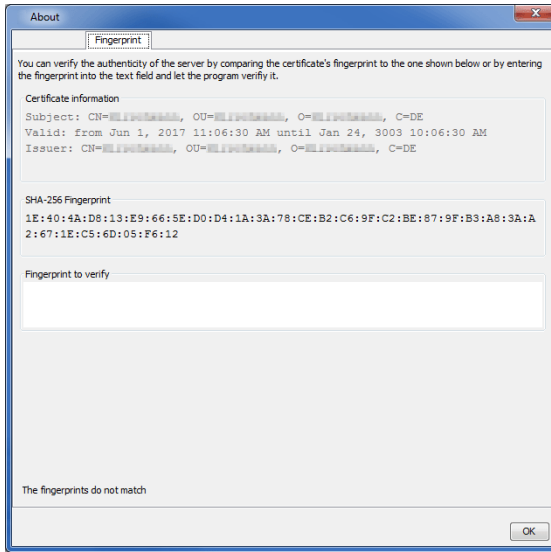 About
Fingerprint
You can verify the authenticity of the server by comparing the certificate's fingerprint to the one shown below or by entering
the fingerprint into the text field and let the program verifiy it.
Certificate information
Subject: CN=, OU=, O=, C=DE
Valid: from Jun 1, 2017 11:06:30 AM until Jan 24, 3003 10:06:30 AM
Issuer: CN=, OU=, O=, C=DE
SHA-256 Fingerprint
1E:40:4A:D8:13:E9:66:5E:D0:D4:1A:3A:78:CE:B2:C6:9F:C2:BE:87:9F:B3:A8:3A:A
2:67:1E:C5:6D:05:F6:12
Fingerprint to verify
The fingerprints do not match
OK